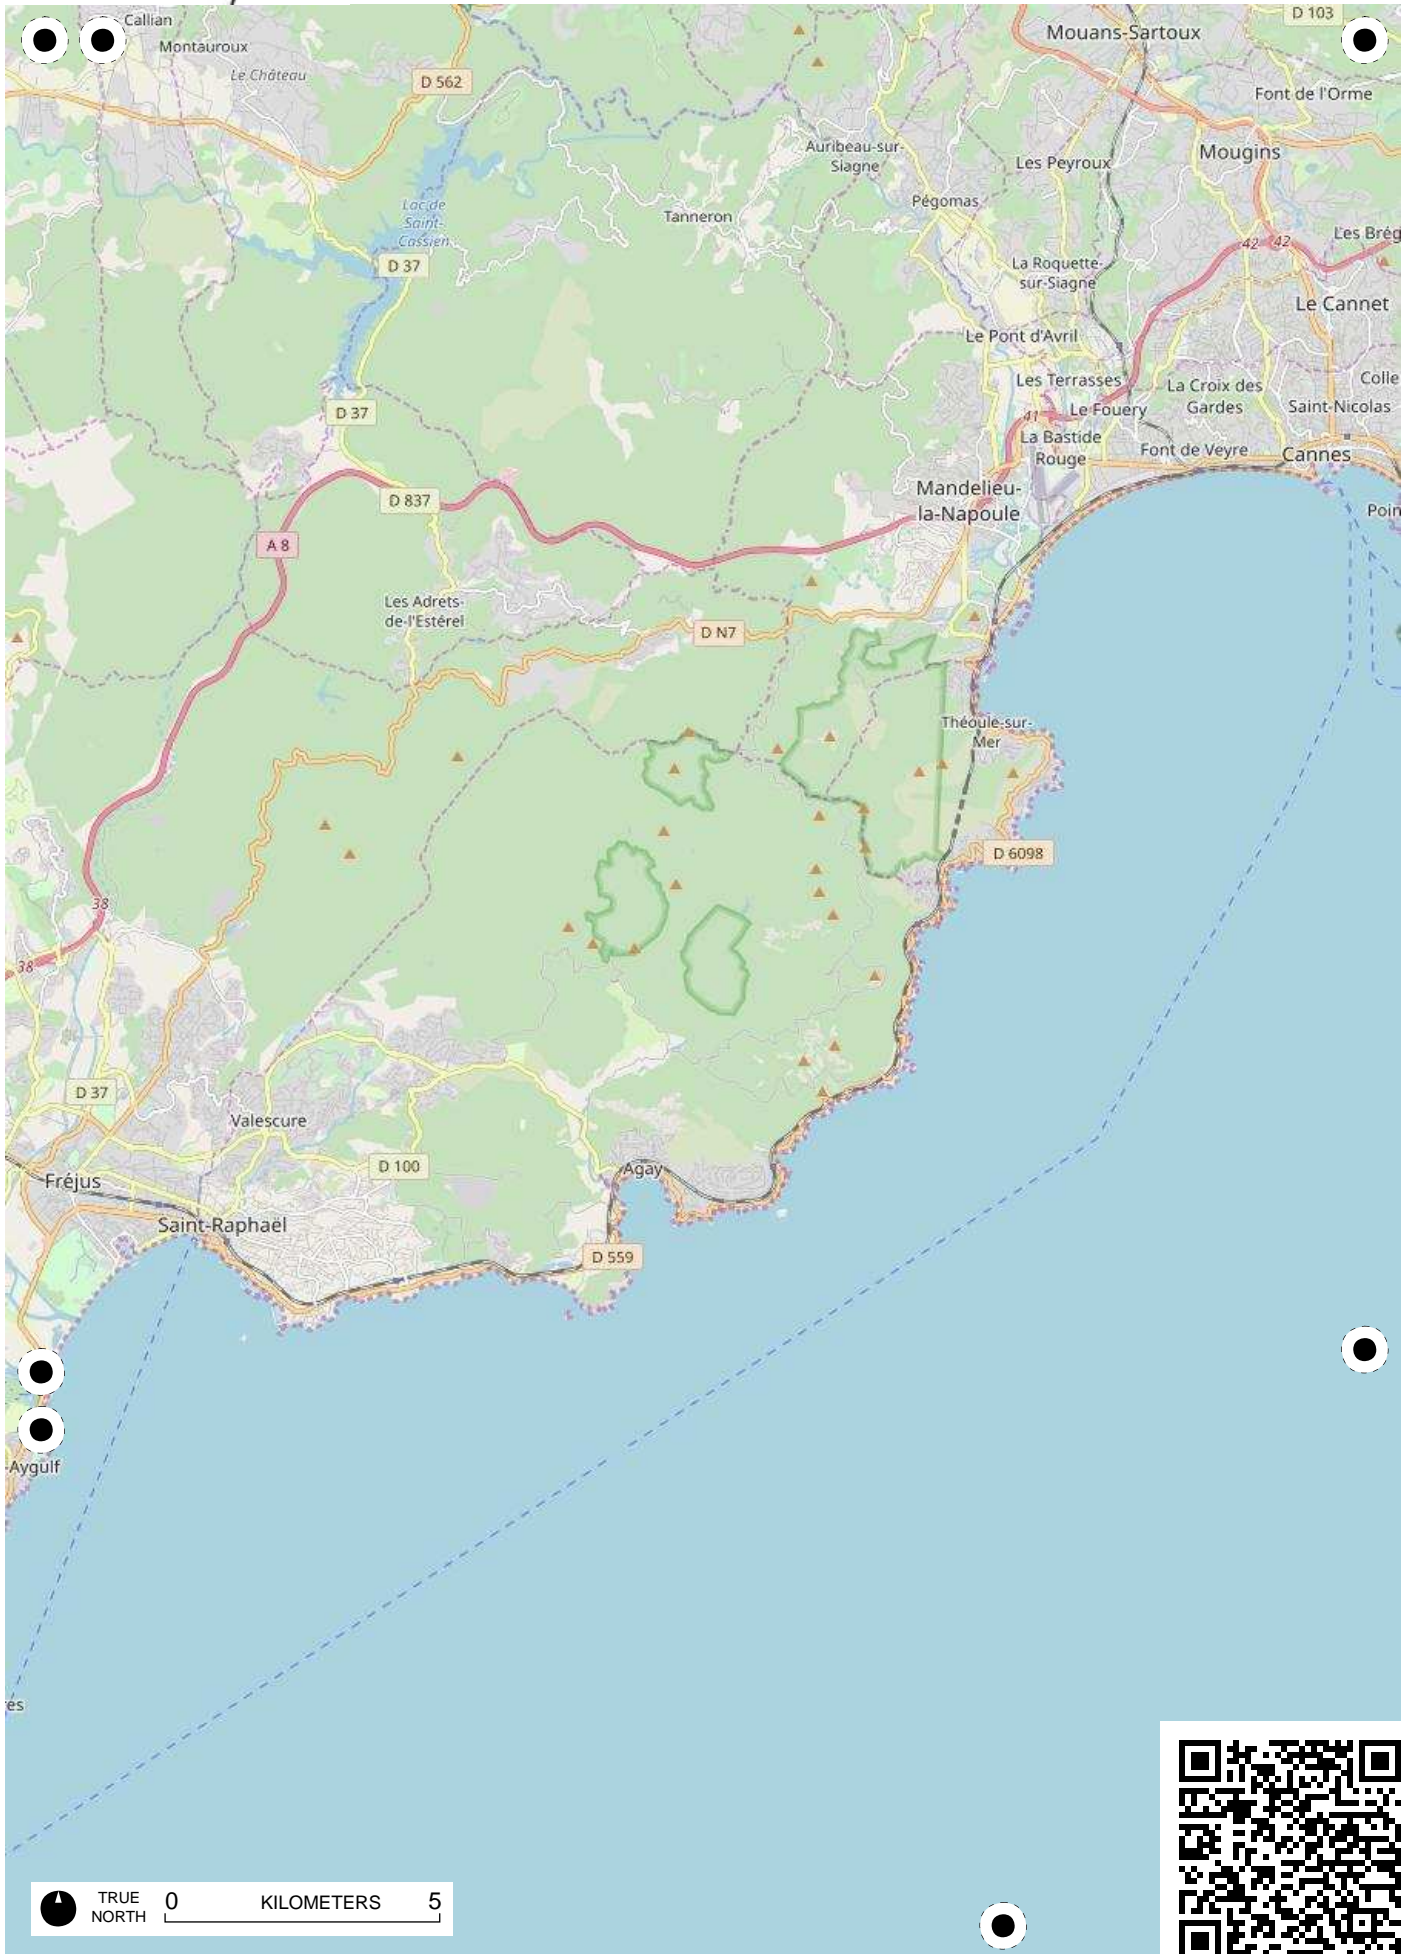 Callian
D 103
Mouans-Sartoux
Montauroux
Le Château
D 562
Font de l'Orme
Auribeau-sur-
Siagne
Les Peyroux
Mougins
Lac de
Saint-
Cassien
Tanneron
Pégomas
Les Brég
42
42
D 37
La Roquette-
sur-Siagne
Le Cannet
Le Pont d'Avril
Les Terrasses
La Croix des
Gardes
Colle
Saint-Nicolas
D 37
41
Le Fouery
La Bastide
Rouge
Font de Veyre
Cannes
D 837
Mandelieu-
la-Napoule
Poin
A 8
Les Adrets-
de-l'Estérel
D N7
Théoule-sur-
Mer
D 6098
38
38
D 37
Valescure
D 100
Agay
Fréjus
Saint-Raphaël
D 559
-Aygulf
es
TRUE
NORTH
0 KILOMETERS 5